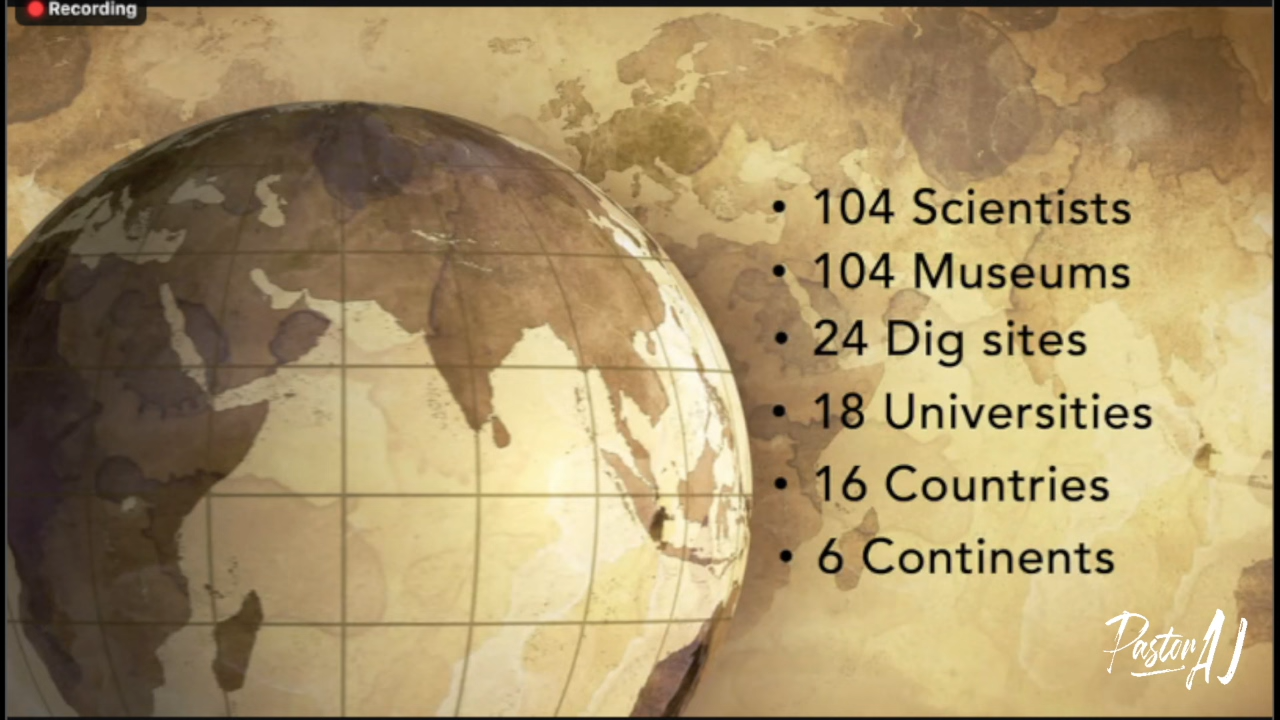 Recording
• 104 Scientists
• 104 Museums
• 24 Dig sites
• 18 Universities
• 16 Countries
• 6 Continents
Pastor AJ